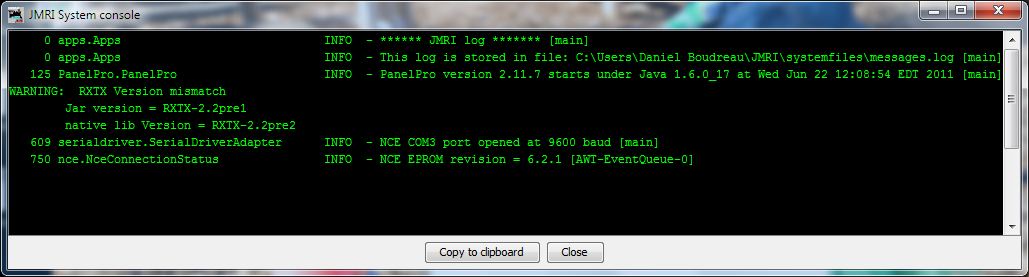 JMRI System console
0 apps.Apps INFO - ****** JMRI log ******* [main]
0 apps.Apps INFO - This log is stored in file: C:\Users\Daniel Boudreau\JMRI\systemfiles\messages.log [main]
125 PanelPro.PanelPro INFO - PanelPro version 2.11.7 starts under Java 1.6.0_17 at Wed Jun 22 12:08:54 EDT 2011 [main]
WARNING:  RXTX Version mismatch
Jar version = RXTX-2.2pre1
native lib Version = RXTX-2.2pre2
609 serialdriver.SerialDriverAdapter INFO - NCE COM3 port opened at 9600 baud [main]
750 nce.NceConnectionStatus INFO - NCE EPROM revision = 6.2.1 [AWT-EventQueue-0]
Copy to clipboard Close